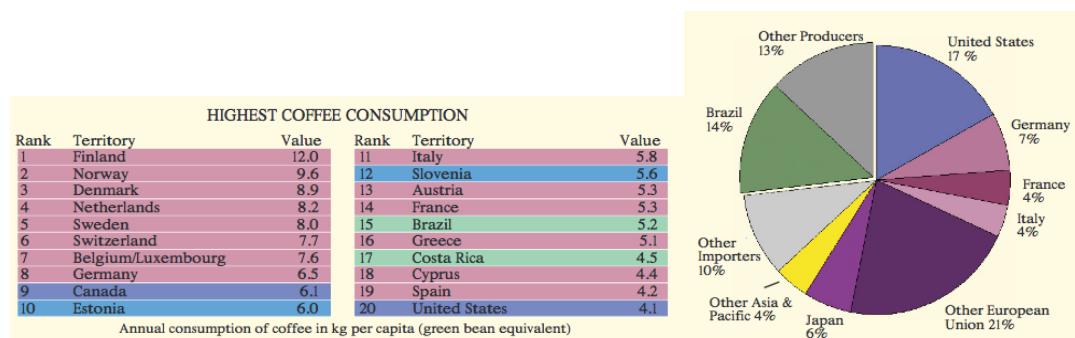 HIGHEST COFFEE CONSUMPTION
Rank Territory Value
1 Finland 12.0
2 Norway 9.6
3 Denmark 8.9
4 Netherlands 8.2
5 Sweden 8.0
6 Switzerland 7.7
7 Belgium/Luxembourg 7.6
8 Germany 6.5
9 Canada 6.1
10 Estonia 6.0
Rank Territory Value
11 Italy 5.8
12 Slovenia 5.6
13 Austria 5.3
14 France 5.3
15 Brazil 5.2
16 Greece 5.1
17 Costa Rica 4.5
18 Cyprus 4.4
19 Spain 4.2
20 United States 4.1
Annual consumption of coffee in kg per capita (green bean equivalent)
Other Producers
13%
United States
17 %
Germany
7%
France
4%
Italy
4%
Other European
Union 21%
Japan
6%
Other Asia &
Pacific 4%
Other
Importers
10%
Brazil
14%